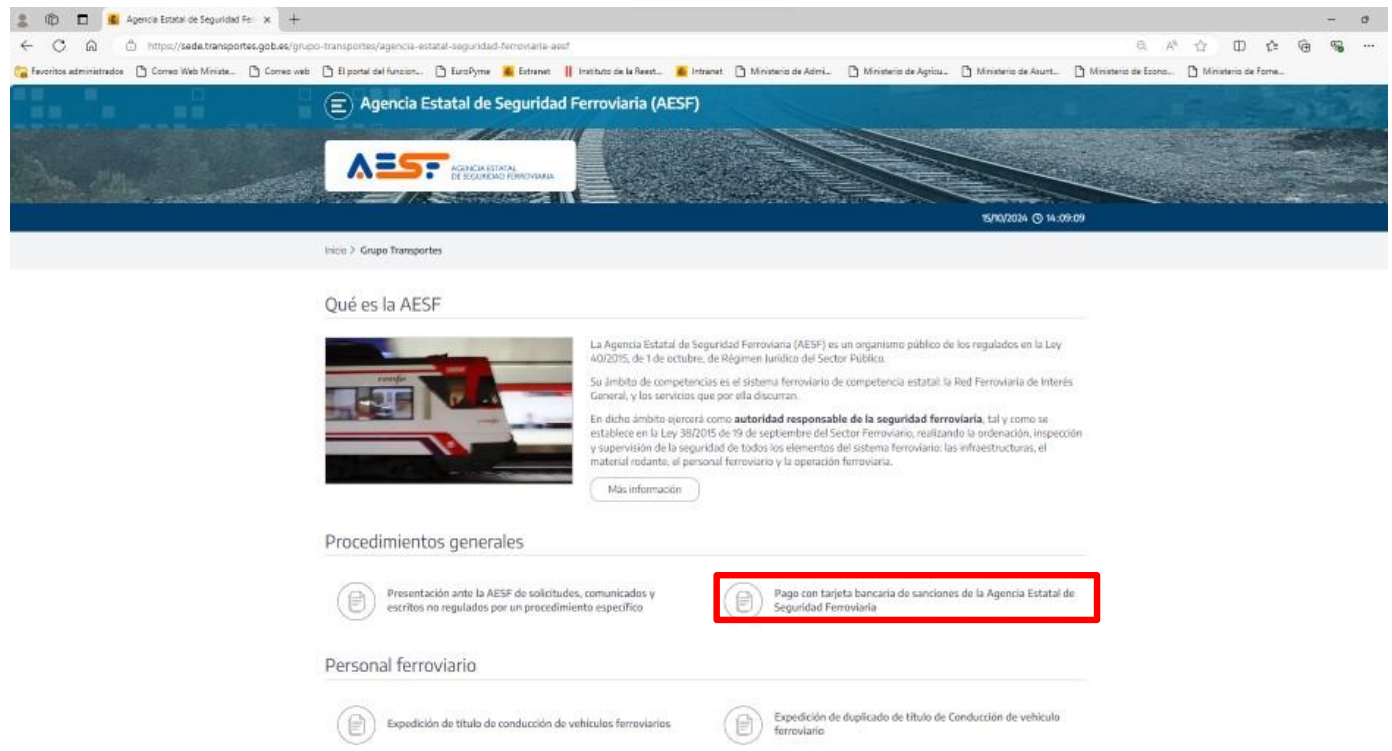 Agencia Estatal de Seguridad Fe
https://sede.transportes.gob.es/grupo-transportes/agencia-estatal-seguridad-ferroviaria-aesf
Favoritos administrados Correo Web Ministe... Correo web El portal del funcion... EuroPyme Extranet Instituto de la Reest... Intranet Ministerio de Admi... Ministerio de Agricu... Ministerio de Asunt... Ministerio de Econo... Ministerio de Fome...
Agencia Estatal de Seguridad Ferroviaria (AESF)
AESF AGENCIA ESTATAL
DE SEGURIDAD FERROVIARIA
15/10/2024 14:09:09
Inicio > Grupo Transportes
Qué es la AESF
renfe
La Agencia Estatal de Seguridad Ferroviaria (AESF) es un organismo público de los regulados en la Ley
40/2015, de 1 de octubre, de Régimen Jurídico del Sector Público.
Su ámbito de competencias es el sistema ferroviario de competencia estatal: la Red Ferroviaria de Interés
General, y los servicios que por ella discurran.
En dicho ámbito ejercerá como autoridad responsable de la seguridad ferroviaria, tal y como se
establece en la Ley 38/2015 de 19 de septiembre del Sector Ferroviario, realizando la ordenación, inspección
y supervisión de la seguridad de todos los elementos del sistema ferroviario: las infraestructuras, el
material rodante, el personal ferroviario y la operación ferroviaria.
Más información
Procedimientos generales
Presentación ante la AESF de solicitudes, comunicados y
escritos no regulados por un procedimiento específico
Pago con tarjeta bancaria de sanciones de la Agencia Estatal de
Seguridad Ferroviaria
Personal ferroviario
Expedición de título de conducción de vehículos ferroviarios
Expedición de duplicado de título de Conducción de vehículo
ferroviario